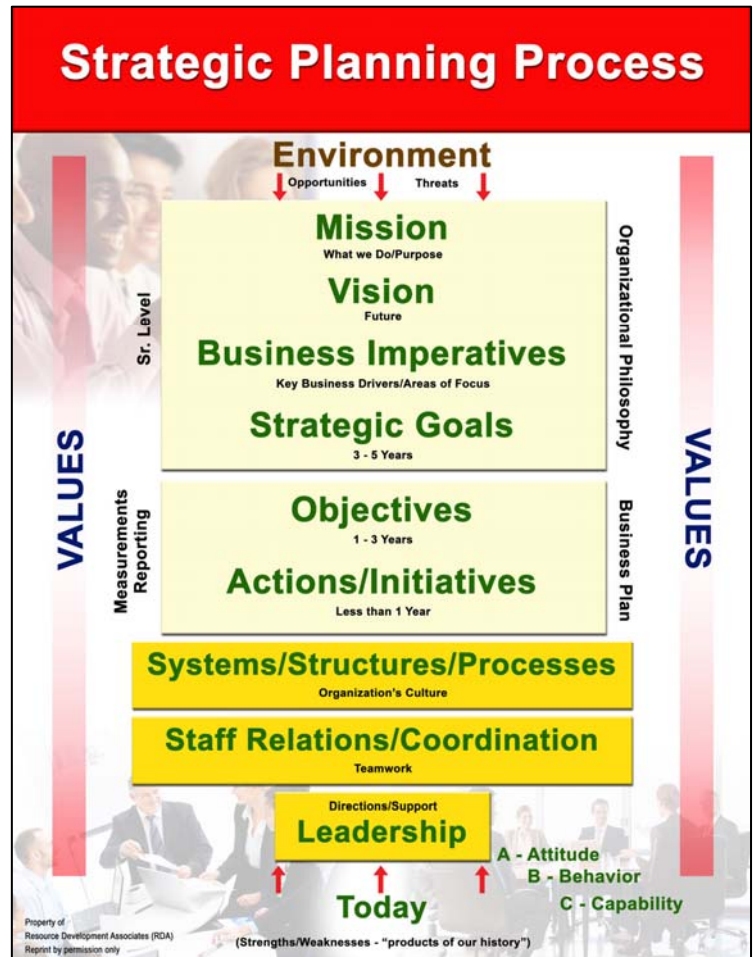 Strategic Planning Process
Environment
Opportunities Threats
Mission
What we Do/Purpose
Vision
Future
Business Imperatives
Key Business Drivers/Areas of Focus
Strategic Goals
3 - 5 Years
Sr. Level
Organizational Philosophy
VALUES
VALUES
Objectives
1 - 3 Years
Actions/Initiatives
Less than 1 Year
Measurements
Reporting
Business Plan
Systems/Structures/Processes
Organization's Culture
Staff Relations/Coordination
Teamwork
Directions/Support
Leadership
A - Attitude
B - Behavior
C - Capability
Today
(Strengths/Weaknesses - “products of our history”)
Property of
Resource Development Associates (RDA)
Reprint by permission only